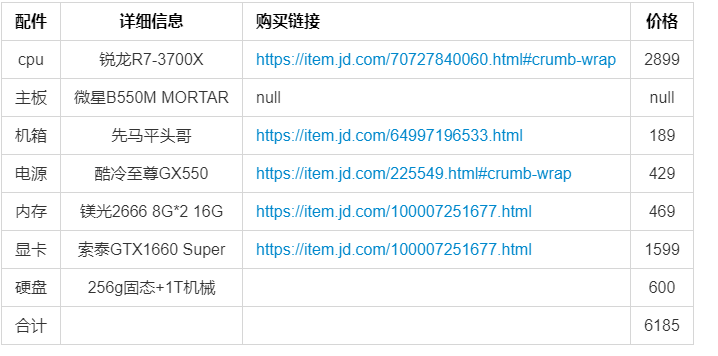 配件 详细信息 购买链接 价格
cpu 锐龙R7-3700X https://item.jd.com/70727840060.html#crumb-wrap 2899
主板 微星B550M MORTAR null null
机箱 先马平头哥 https://item.jd.com/64997196533.html 189
电源 酷冷至尊GX550 https://item.jd.com/225549.html#crumb-wrap 429
内存 镁光2666 8G*2 16G https://item.jd.com/100007251677.html 469
显卡 索泰GTX1660 Super https://item.jd.com/100007251677.html 1599
硬盘 256g固态+1T机械 600
合计 6185